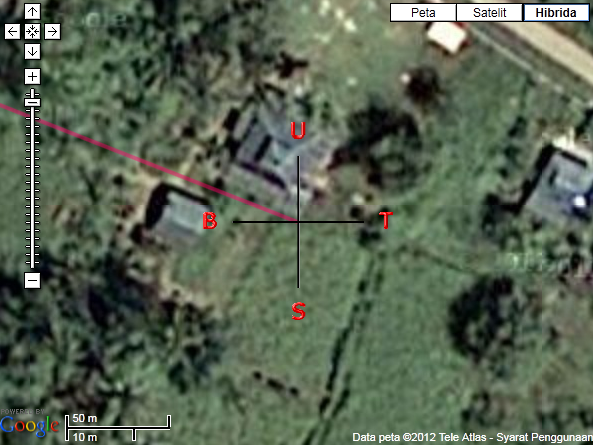 Peta
Satelit
Hibrida
U
B
T
S
50 m
10 m
POWERED BY
Google
Data peta ©2012 Tele Atlas - Syarat Penggunaan